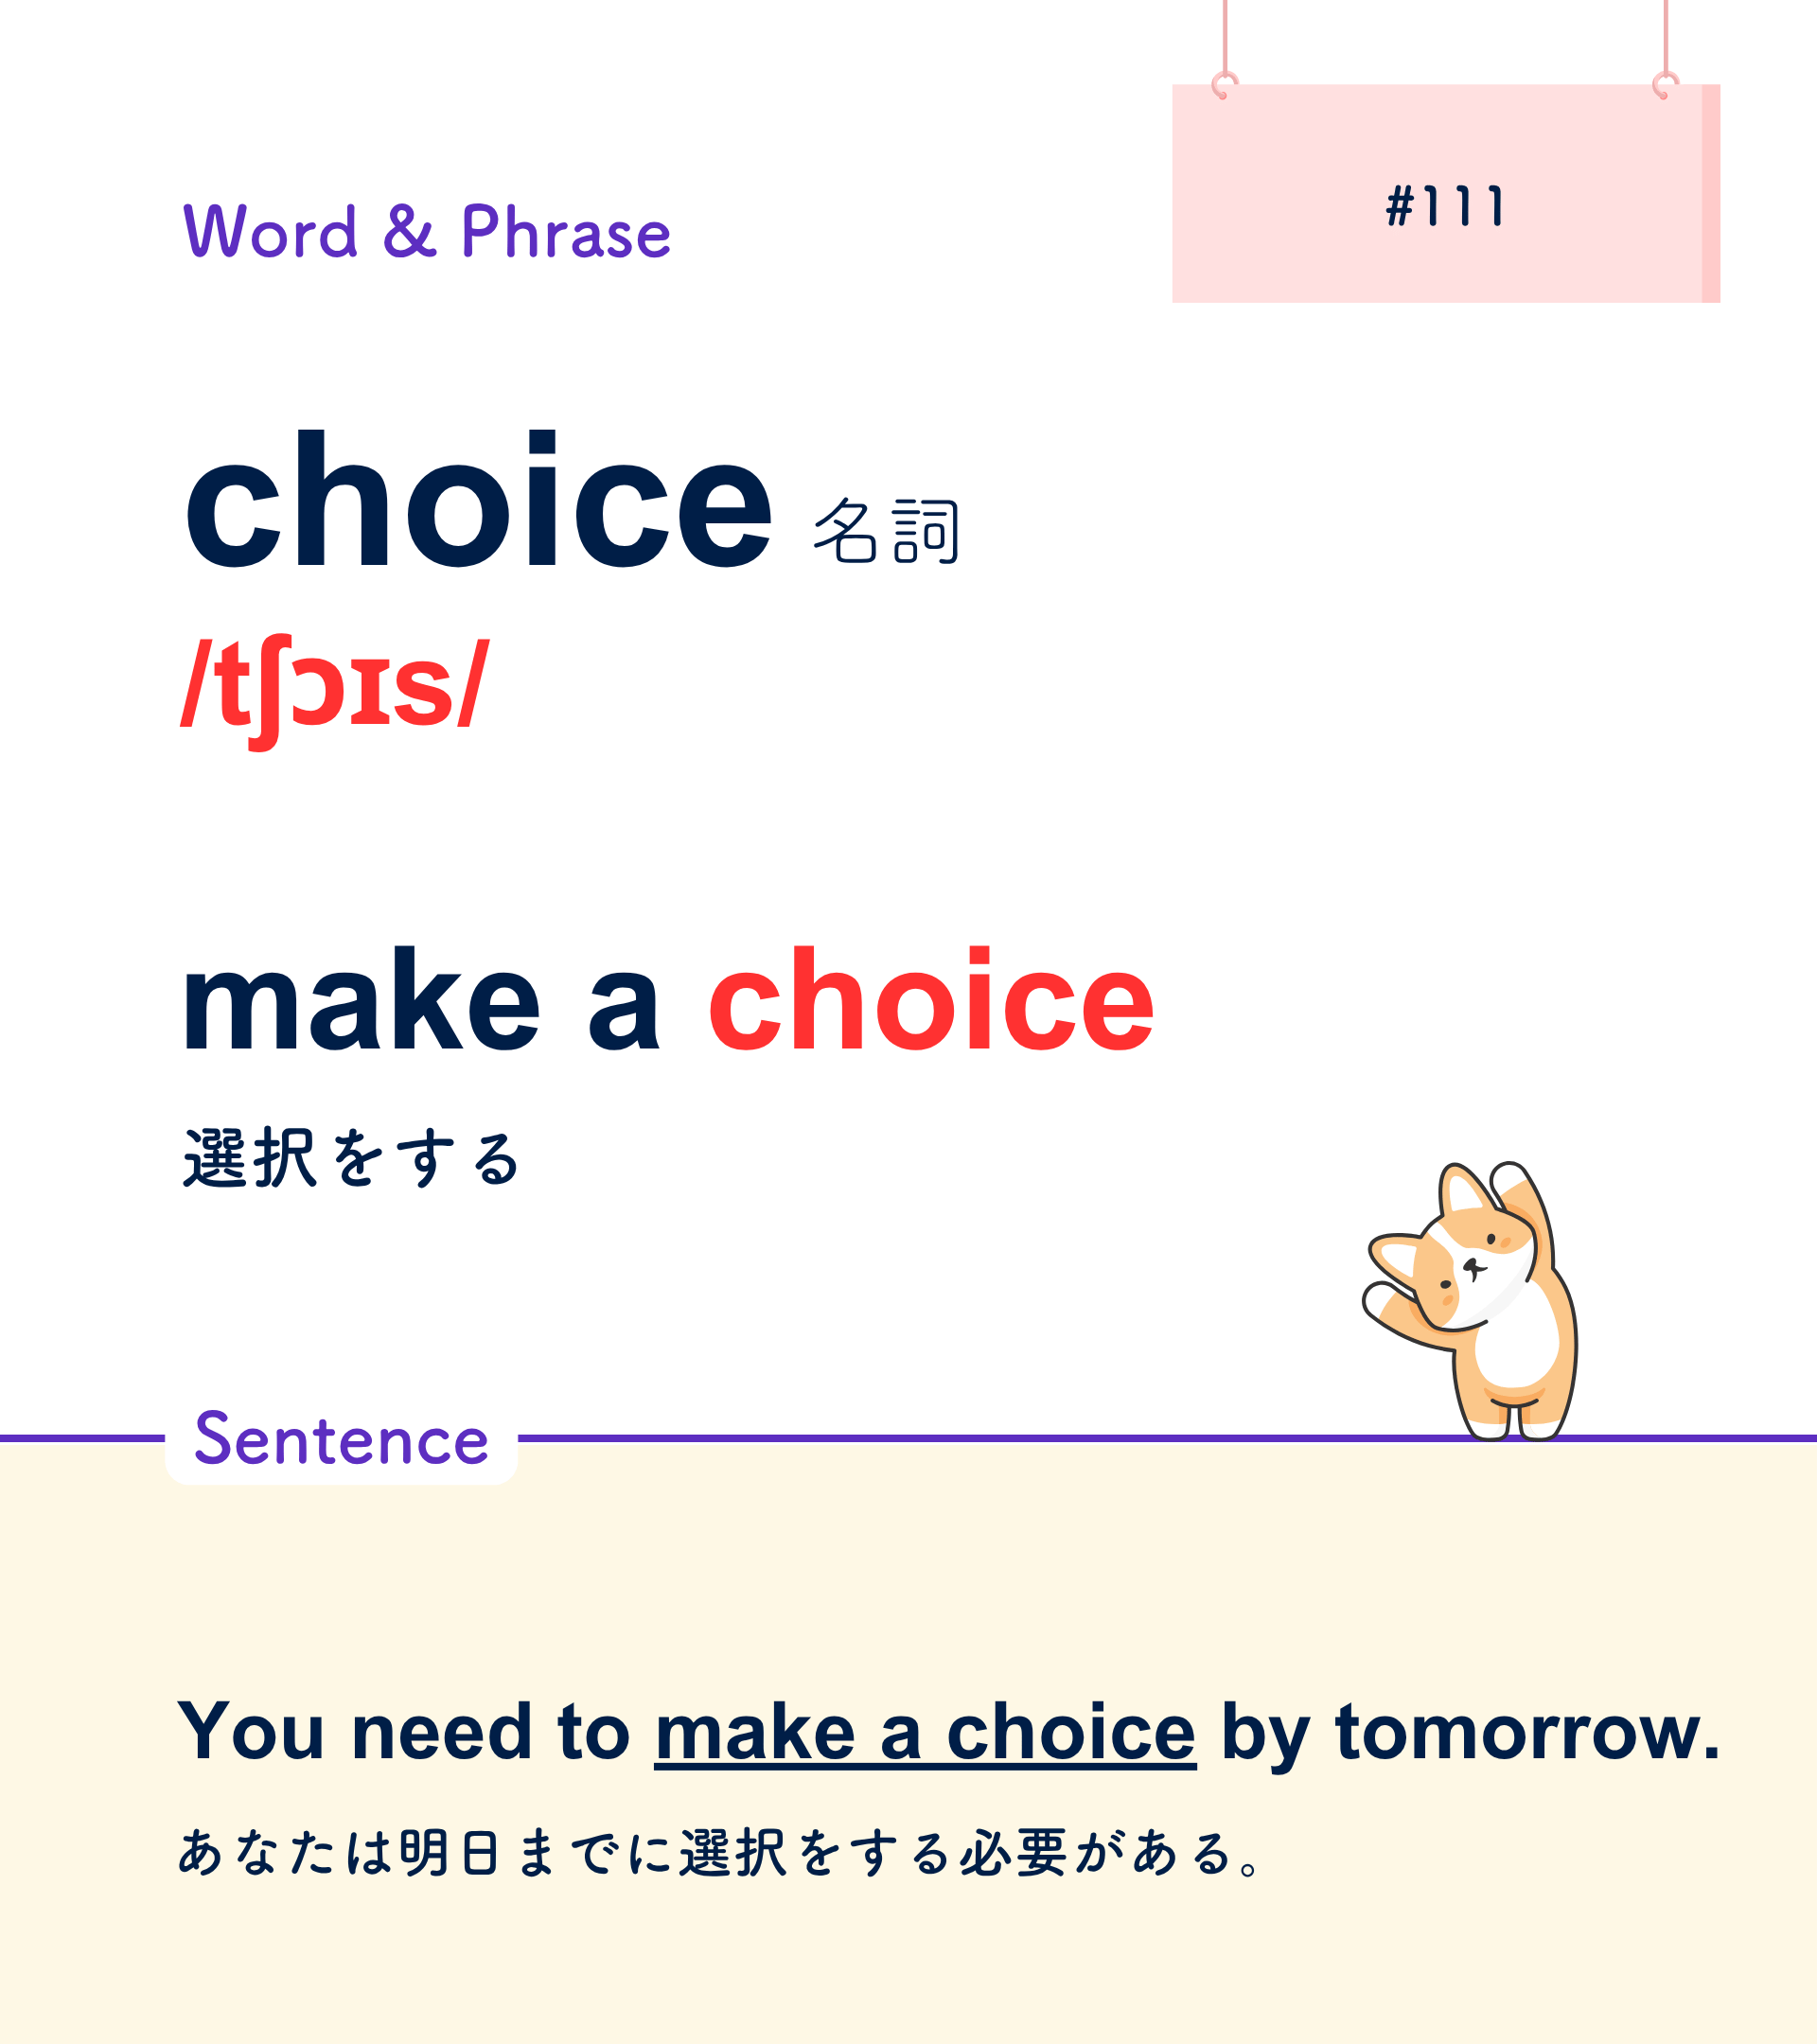 #111
Word & Phrase
choice 名詞
/tʃɔɪs/
make a choice
選択をする
Sentence
You need to make a choice by tomorrow.
あなたは明日までに選択をする必要がある。